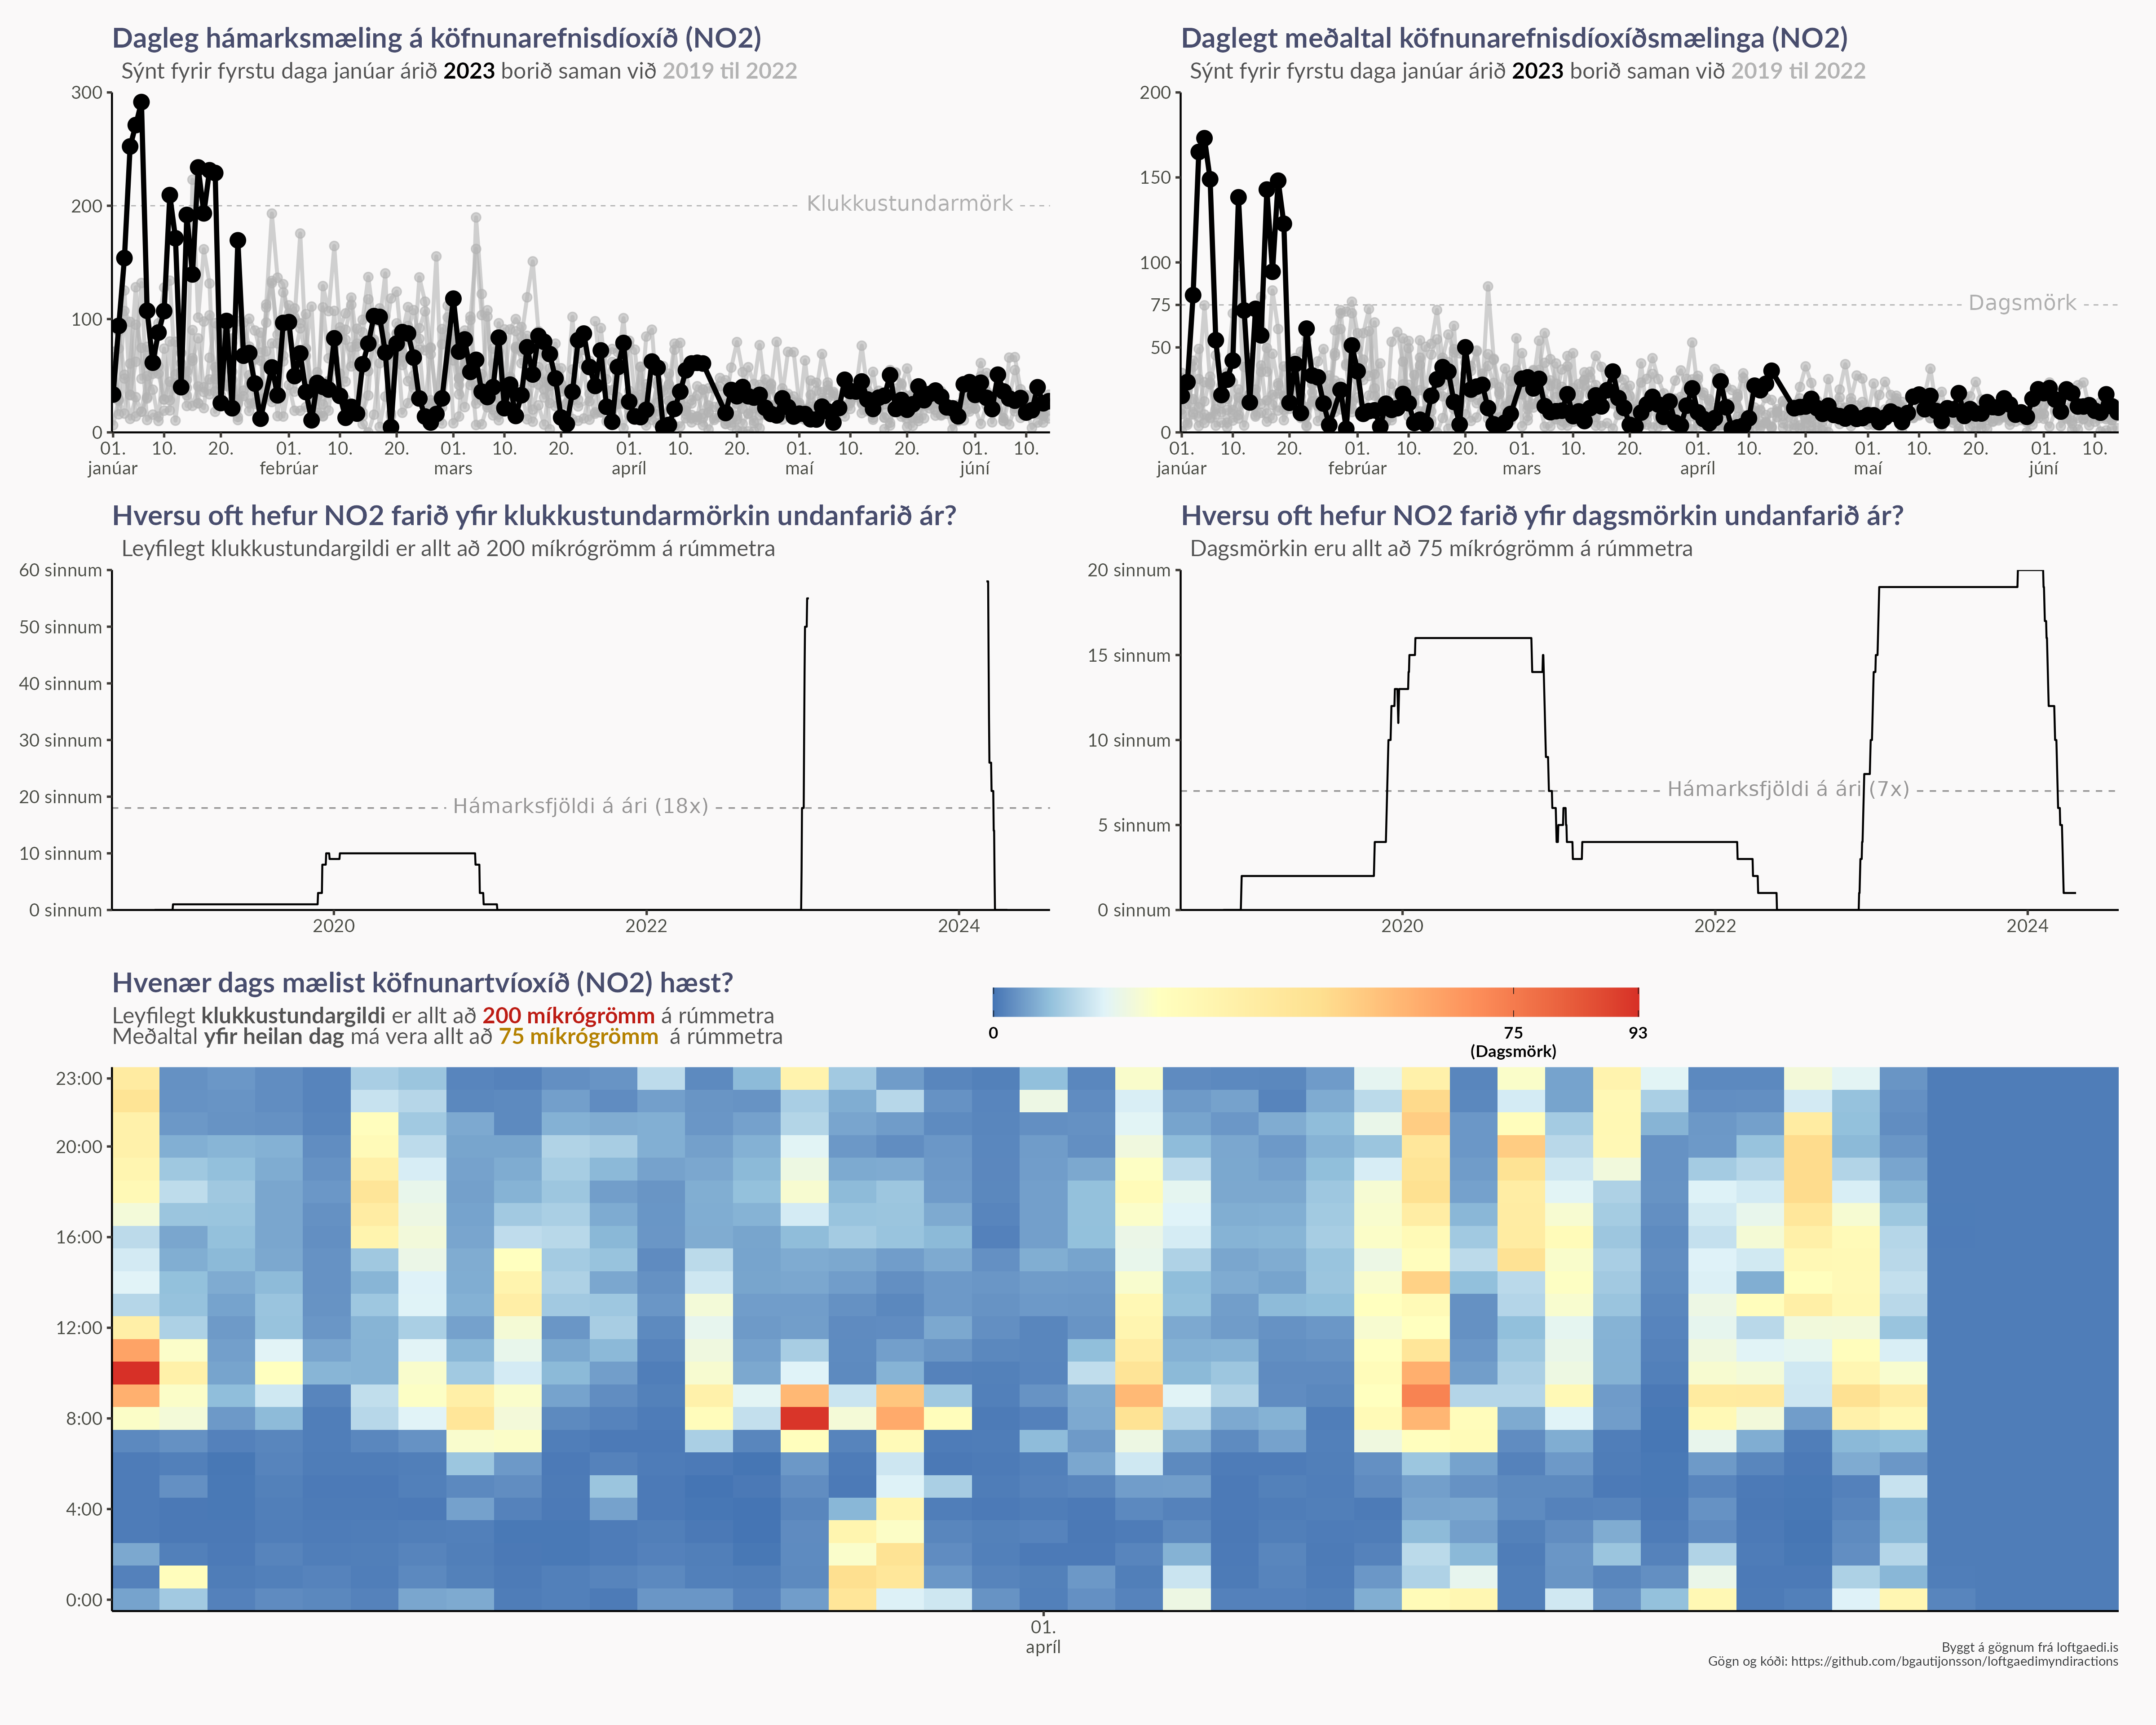 Dagleg hámarksmæling á köfnunarefnisdíoxíð (NO2)
Sýnt fyrir fyrstu daga janúar árið 2023 borið saman við 2019 til 2022
300
200
100
0
Klukkustundarmörk
01. 10. 20. 01. 10. 20. 01. 10. 20. 01. 10. 20. 01. 10. 20. 01. 10.
janúar febrúar mars apríl maí júní
Daglegt meðaltal köfnunarefnisdíoxíðsmælinga (NO2)
Sýnt fyrir fyrstu daga janúar árið 2023 borið saman við 2019 til 2022
200
150
100
75
50
0
Dagsmörk
01. 10. 20. 01. 10. 20. 01. 10. 20. 01. 10. 20. 01. 10. 20. 01. 10.
janúar febrúar mars apríl maí júní
Hversu oft hefur NO2 farið yfir klukkustundarmörkin undanfarið ár?
Leyfilegt klukkustundargildi er allt að 200 míkrógrömm á rúmmetra
60 sinnum
50 sinnum
40 sinnum
30 sinnum
20 sinnum
10 sinnum
0 sinnum
Hámarksfjöldi á ári (18x)
2020 2022 2024
Hversu oft hefur NO2 farið yfir dagsmörkin undanfarið ár?
Dagsmörkin eru allt að 75 míkrógrömm á rúmmetra
20 sinnum
15 sinnum
10 sinnum
5 sinnum
0 sinnum
Hámarksfjöldi á ári (7x)
2020 2022 2024
Hvenær dags mælist köfnunartvíoxíð (NO2) hæst?
Leyfilegt klukkustundargildi er allt að 200 míkrógrömm á rúmmetra
Meðaltal yfir heilan dag má vera allt að 75 míkrógrömm á rúmmetra
0 75 93
(Dagsmörk)
23:00
20:00
16:00
12:00
8:00
4:00
0:00
01.
apríl
Byggt á gögnum frá loftgaedi.is
Gögn og kóði: https://github.com/bgautijonsson/loftgaedimyndiractions